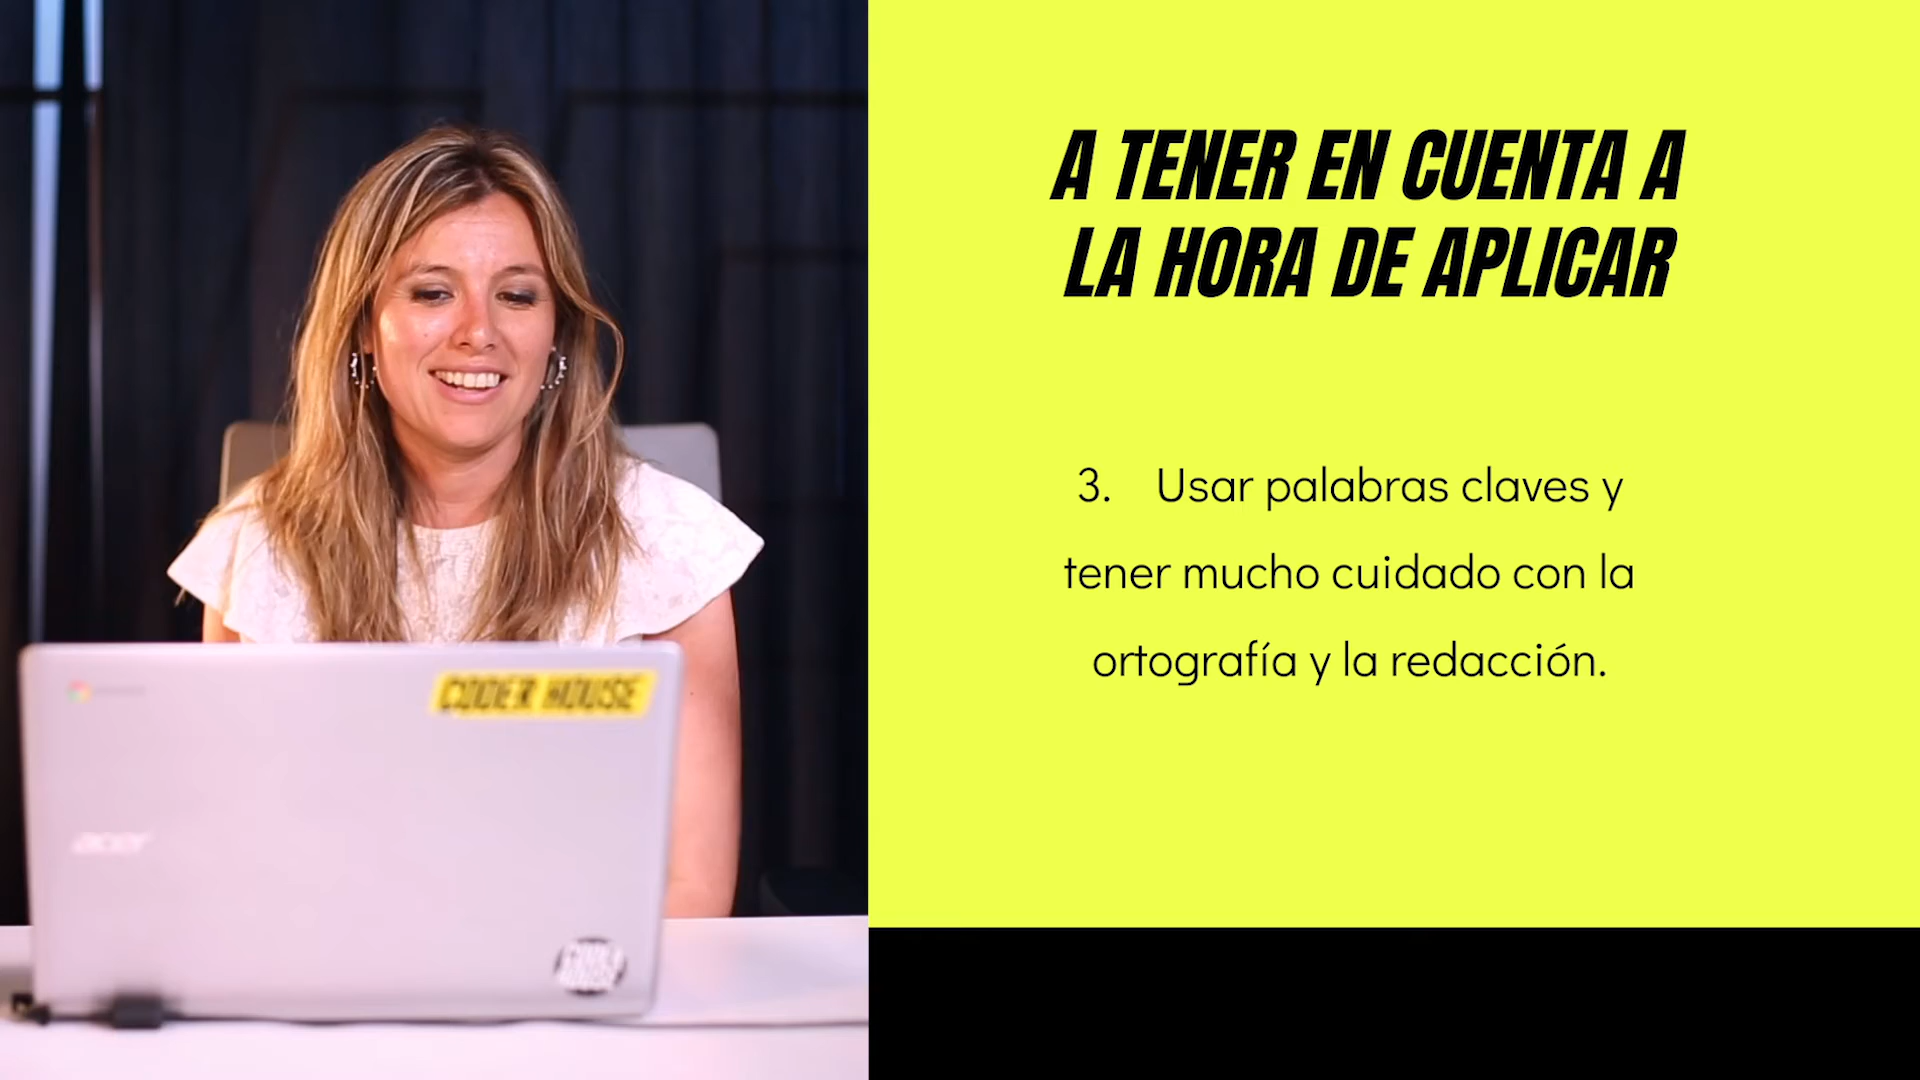 A TENER EN CUENTA A
LA HORA DE APLICAR
3. Usar palabras claves y
tener mucho cuidado con la
ortografía y la redacción.
CODER HOUSE
acer